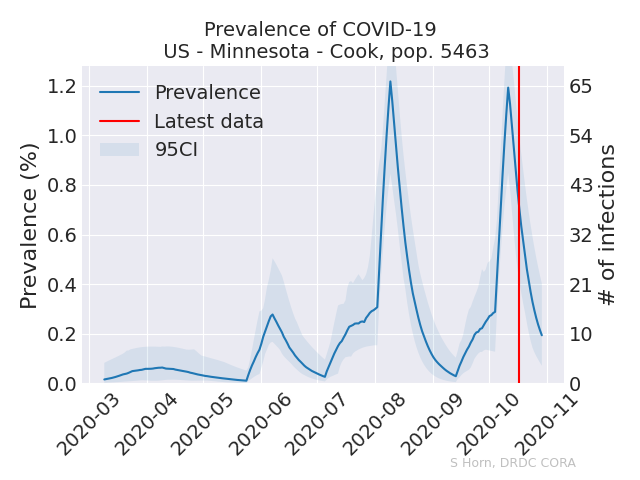 Prevalence of COVID-19
US - Minnesota - Cook, pop. 5463
Prevalence
Latest data
95CI
Prevalence (%)
1.2
1.0
0.8
0.6
0.4
0.2
0.0
65
54
43
32
21
10
0
# of infections
2020-03
2020-04
2020-05
2020-06
2020-07
2020-08
2020-09
2020-10
2020-11
S Horn, DRDC CORA